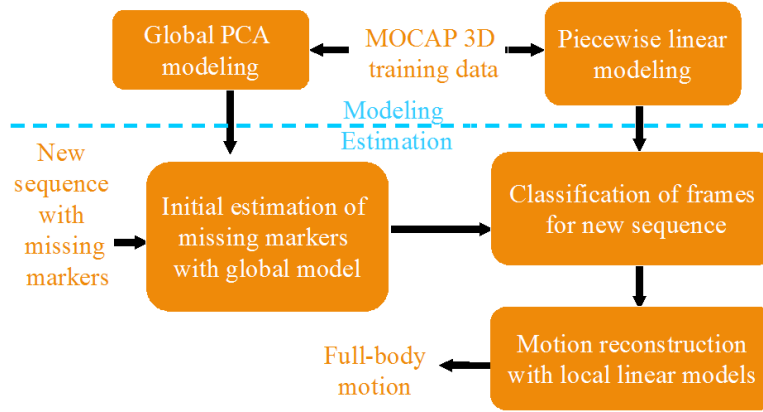 Global PCA
modeling
MOCAP 3D
training data
Piecewise linear
modeling
Modeling
Estimation
New
sequence
with
missing
markers
Initial estimation of
missing markers
with global model
Classification of frames
for new sequence
Motion reconstruction
with local linear models
Full-body
motion